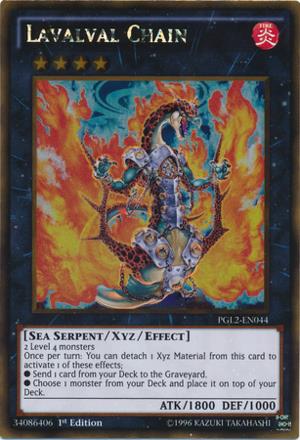 LAVALVAL CHAIN
FIRE
炎
PGL2-EN044
[SEA SERPENT/XYZ/EFFECT]
2 Level 4 monsters
Once per turn: You can detach 1 Xyz Material from this card to
activate 1 of these effects;
●Send 1 card from your Deck to the Graveyard.
●Choose 1 monster from your Deck and place it on top of your
Deck.
ATK/1800 DEF/1000
34086406 1st Edition ©1996 KAZUKI TAKAHASHI